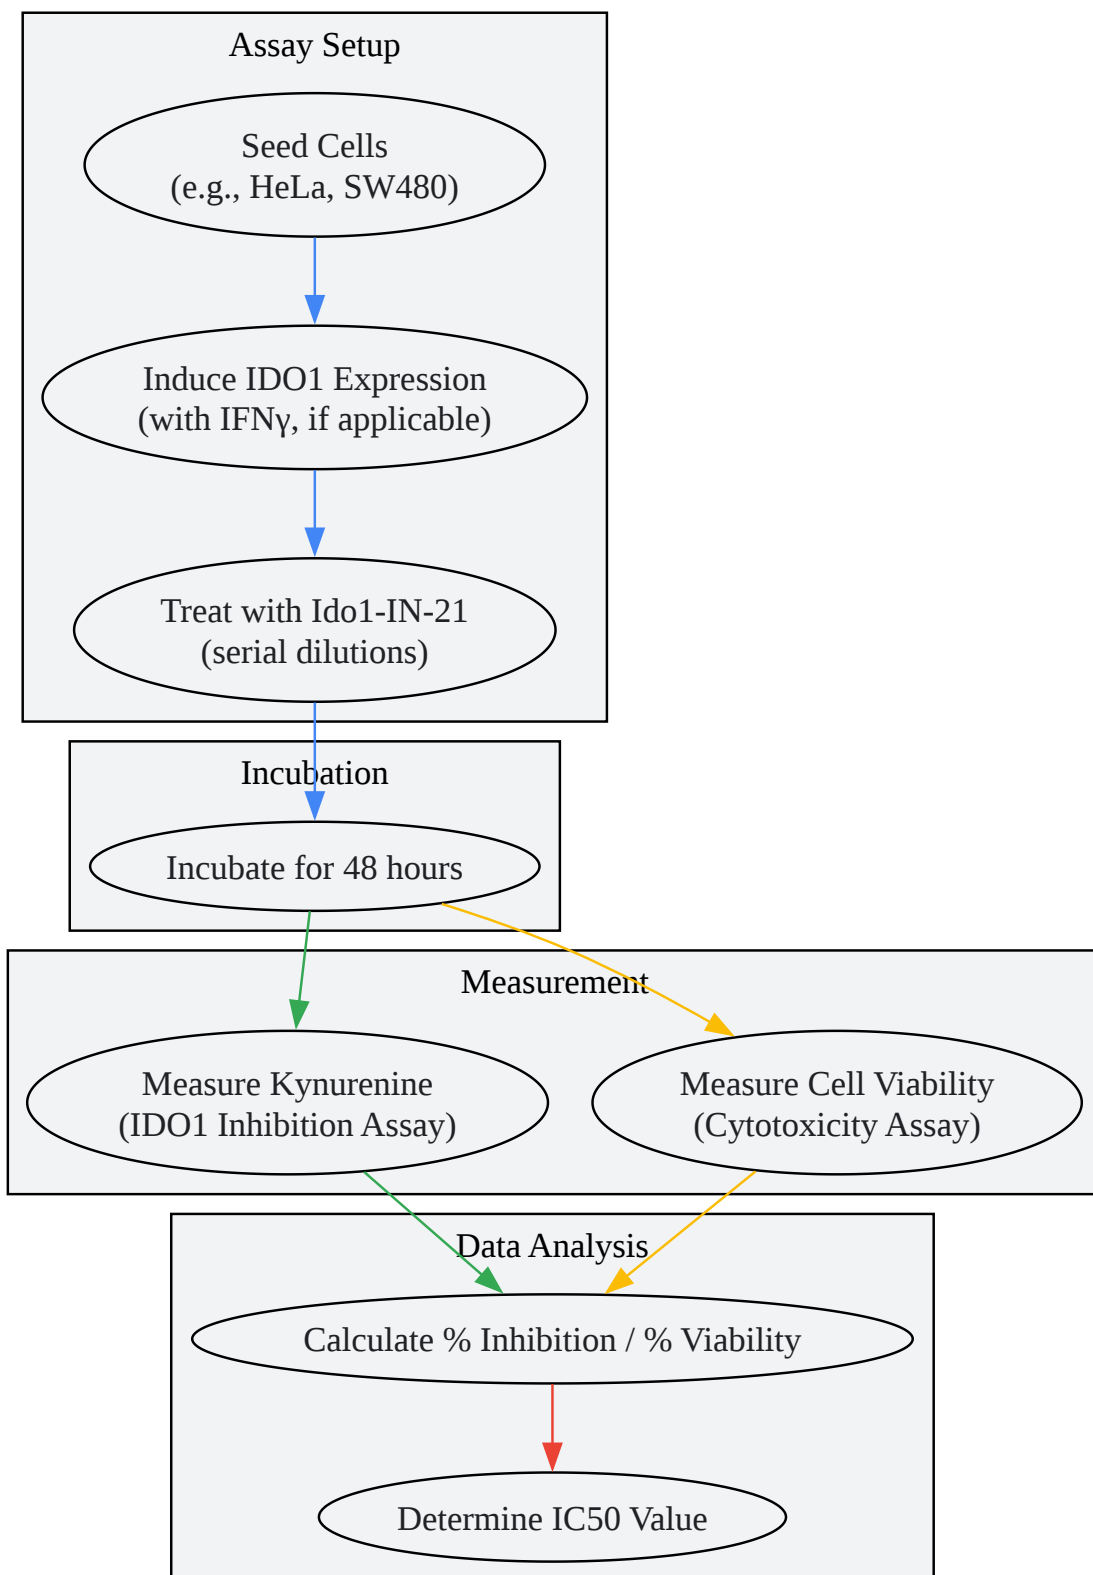 Assay Setup
Seed Cells
(e.g., HeLa, SW480)
Induce IDO1 Expression
(with IFNγ, if applicable)
Treat with Ido1-IN-21
(serial dilutions)
Incubation
Incubate for 48 hours
Measurement
Measure Kynurenine
(IDO1 Inhibition Assay)
Measure Cell Viability
(Cytotoxicity Assay)
Data Analysis
Calculate % Inhibition / % Viability
Determine IC50 Value